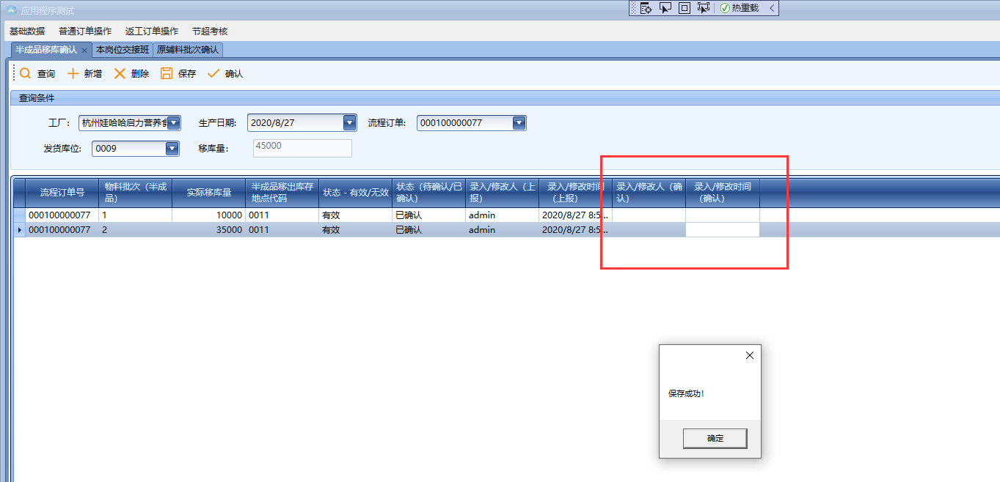 应用程序测试
热重载
基础数据 普通订单操作 返工订单操作 节超考核
半成品移库确认 本岗位交接班 原辅料批次确认
查询 新增 删除 保存 确认
查询条件
工厂: 杭州娃哈哈启力营养食 生产日期: 2020/8/27 流程订单: 000100000077
发货库位: 0009 移库量: 45000
流程订单号 物料批次（半成品） 实际移库量 半成品移出库存地点代码 状态 - 有效/无效 状态（待确认/已确认） 录入/修改人（上报） 录入/修改时间（上报） 录入/修改人（确认） 录入/修改时间（确认）
000100000077 1 10000 0011 有效 已确认 admin 2020/8/27 8:5...
000100000077 2 35000 0011 有效 已确认 admin 2020/8/27 8:5...
保存成功！
确定